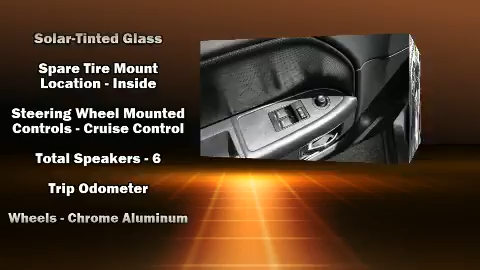 Solar-Tinted Glass
Spare Tire Mount
Location - Inside
Steering Wheel Mounted
Controls - Cruise Control
Total Speakers - 6
Trip Odometer
Wheels - Chrome Aluminum